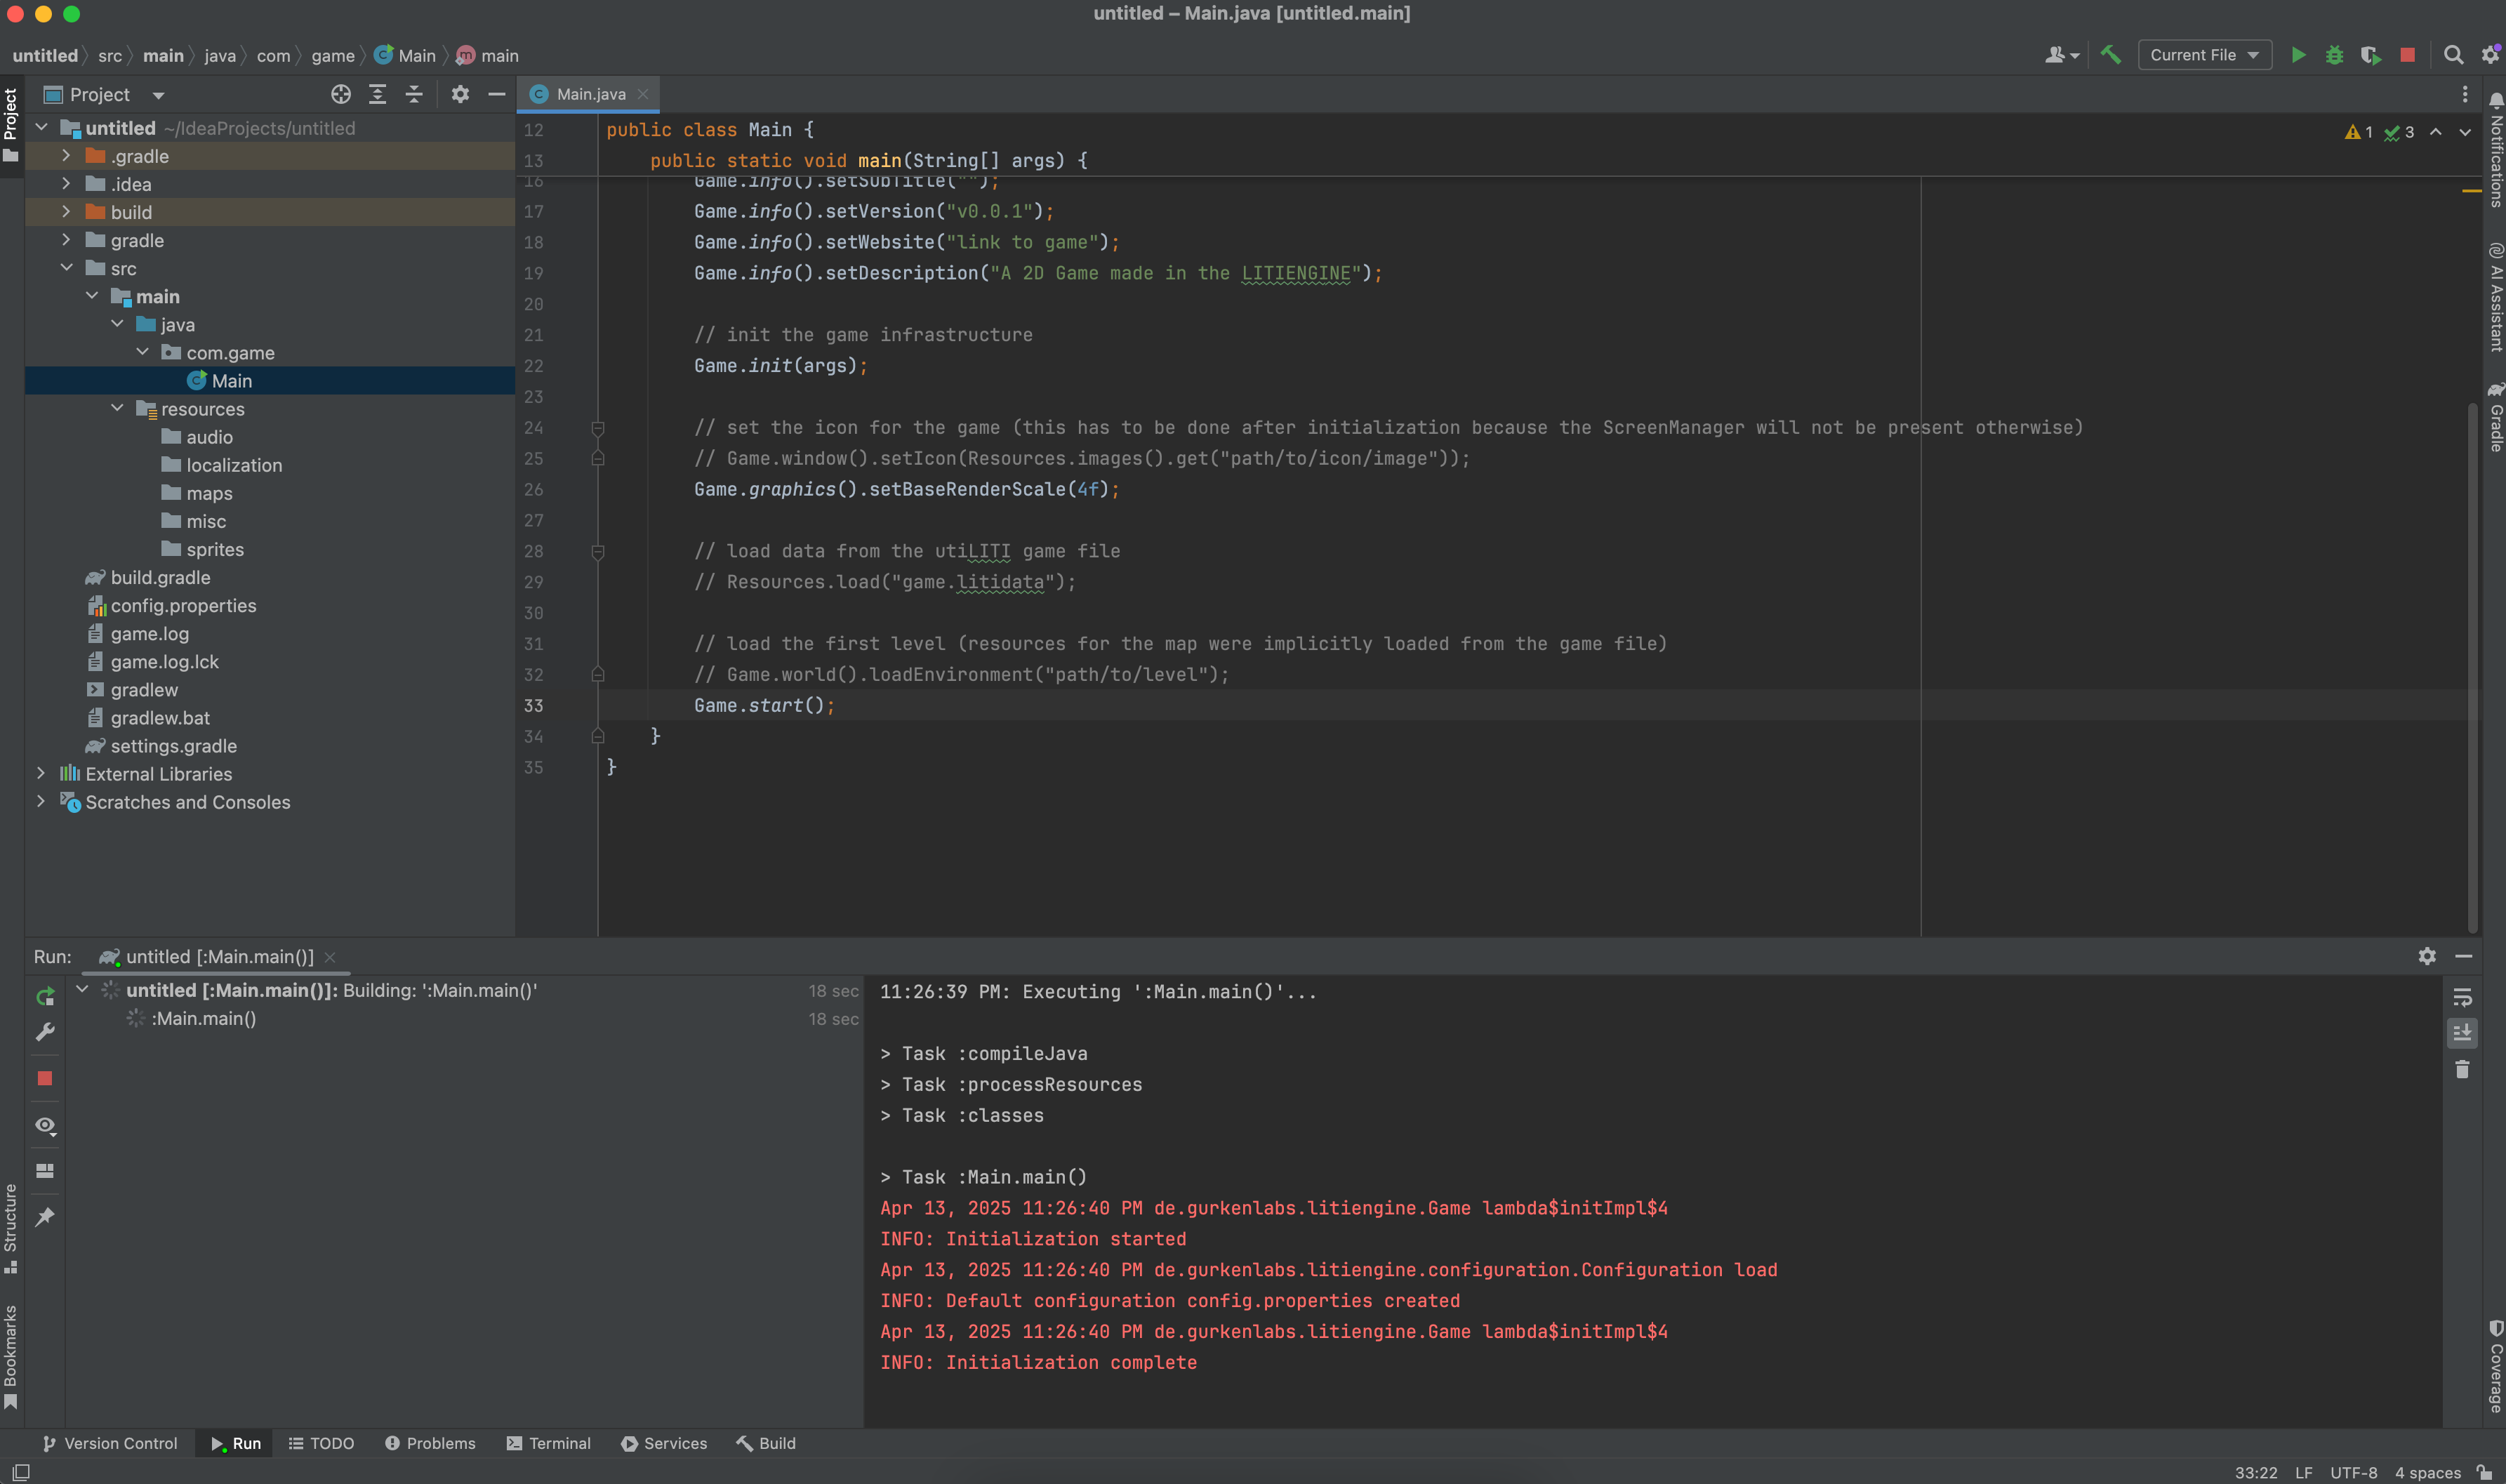 untitled – Main.java [untitled.main]
untitled src main java com game Main main
Current File
Project
Main.java
Project
untitled ~/IdeaProjects/untitled
.gradle
.idea
build
gradle
src
main
java
com.game
Main
resources
audio
localization
maps
misc
sprites
build.gradle
config.properties
game.log
game.log.lck
gradlew
gradlew.bat
settings.gradle
External Libraries
Scratches and Consoles
1 3
12 public class Main {
13 public static void main(String[] args) {
16 Game.info().setSubTitle("");
17 Game.info().setVersion("v0.0.1");
18 Game.info().setWebsite("link to game");
19 Game.info().setDescription("A 2D Game made in the LITIENGINE");
20
21 // init the game infrastructure
22 Game.init(args);
23
24 // set the icon for the game (this has to be done after initialization because the ScreenManager will not be present otherwise)
25 // Game.window().setIcon(Resources.images().get("path/to/icon/image"));
26 Game.graphics().setBaseRenderScale(4f);
27
28 // load data from the utiLITI game file
29 // Resources.load("game.litidata");
30
31 // load the first level (resources for the map were implicitly loaded from the game file)
32 // Game.world().loadEnvironment("path/to/level");
33 Game.start();
34 }
35 }
Notifications
AI Assistant
Gradle
Coverage
Structure
Bookmarks
Run: untitled [:Main.main()]
untitled [:Main.main()]: Building: ':Main.main()' 18 sec
:Main.main() 18 sec
11:26:39 PM: Executing ':Main.main()'...
> Task :compileJava
> Task :processResources
> Task :classes
> Task :Main.main()
Apr 13, 2025 11:26:40 PM de.gurkenlabs.litiengine.Game lambda$initImpl$4
INFO: Initialization started
Apr 13, 2025 11:26:40 PM de.gurkenlabs.litiengine.configuration.Configuration load
INFO: Default configuration config.properties created
Apr 13, 2025 11:26:40 PM de.gurkenlabs.litiengine.Game lambda$initImpl$4
INFO: Initialization complete
Version Control Run TODO Problems Terminal Services Build
33:22 LF UTF-8 4 spaces